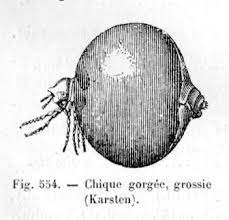 Fig. 554. — Chique gorgée, grossie
(Karsten).